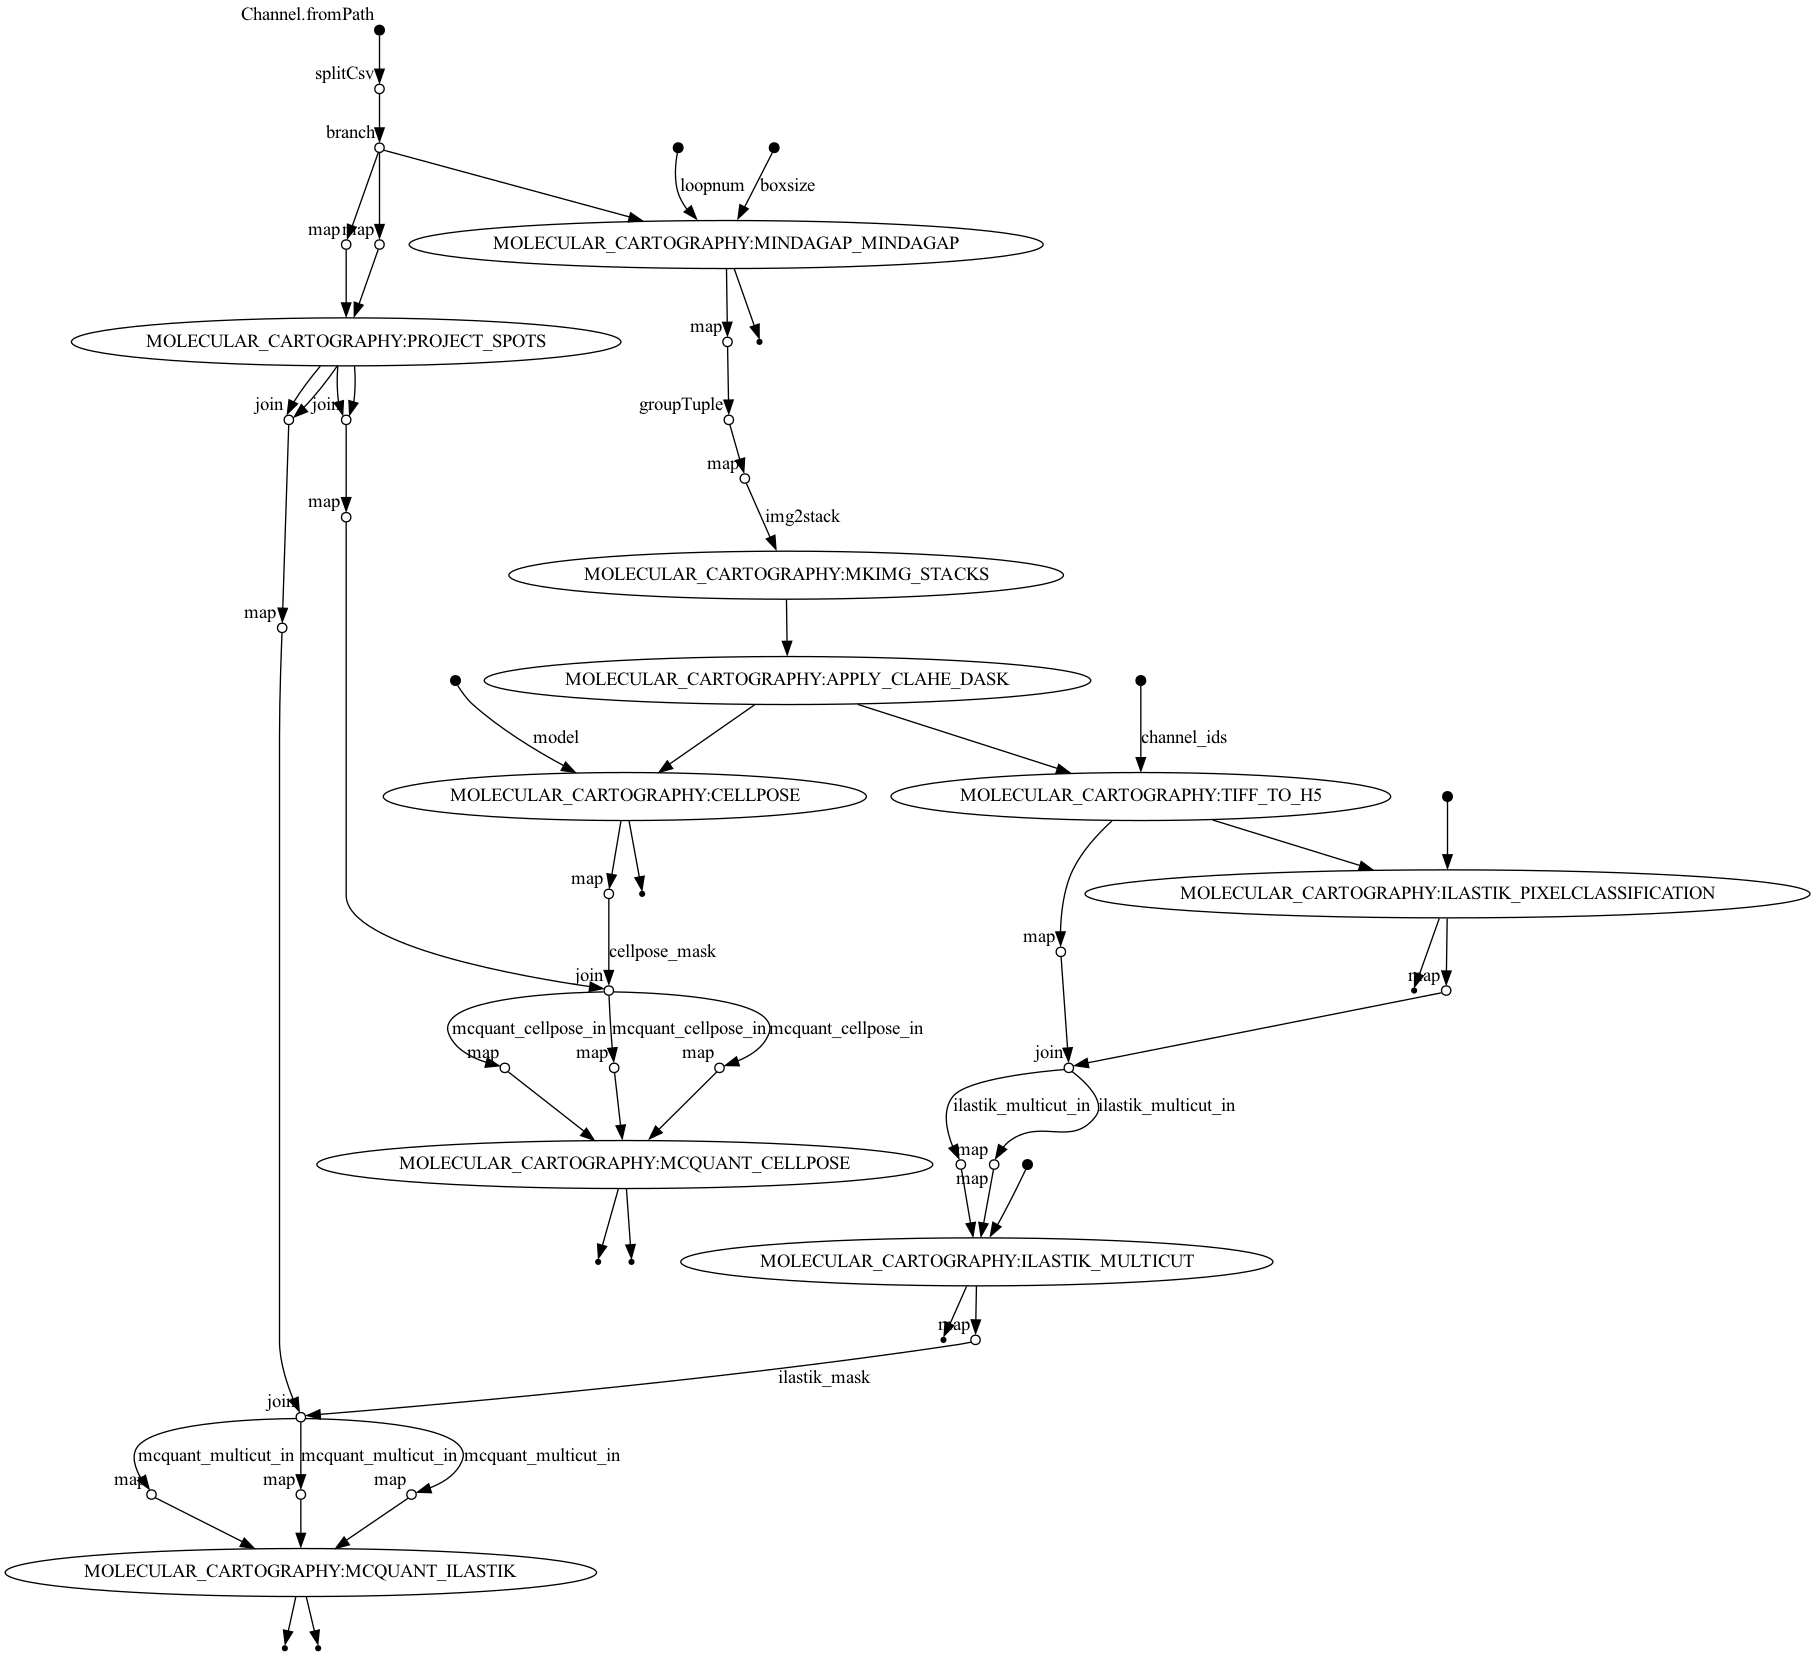 Channel.fromPath
splitCsv
branch
loopnum
boxsize
map
map
MOLECULAR_CARTOGRAPHY:MINDAGAP_MINDAGAP
map
MOLECULAR_CARTOGRAPHY:PROJECT_SPOTS
join
join
groupTuple
map
map
img2stack
MOLECULAR_CARTOGRAPHY:MKIMG_STACKS
map
MOLECULAR_CARTOGRAPHY:APPLY_CLAHE_DASK
model
channel_ids
MOLECULAR_CARTOGRAPHY:CELLPOSE
MOLECULAR_CARTOGRAPHY:TIFF_TO_H5
map
MOLECULAR_CARTOGRAPHY:ILASTIK_PIXELCLASSIFICATION
map
cellpose_mask
join
map
mcquant_cellpose_in
mcquant_cellpose_in
mcquant_cellpose_in
map
map
map
join
ilastik_multicut_in
ilastik_multicut_in
map
map
MOLECULAR_CARTOGRAPHY:MCQUANT_CELLPOSE
MOLECULAR_CARTOGRAPHY:ILASTIK_MULTICUT
map
ilastik_mask
join
mcquant_multicut_in
mcquant_multicut_in
mcquant_multicut_in
map
map
map
MOLECULAR_CARTOGRAPHY:MCQUANT_ILASTIK